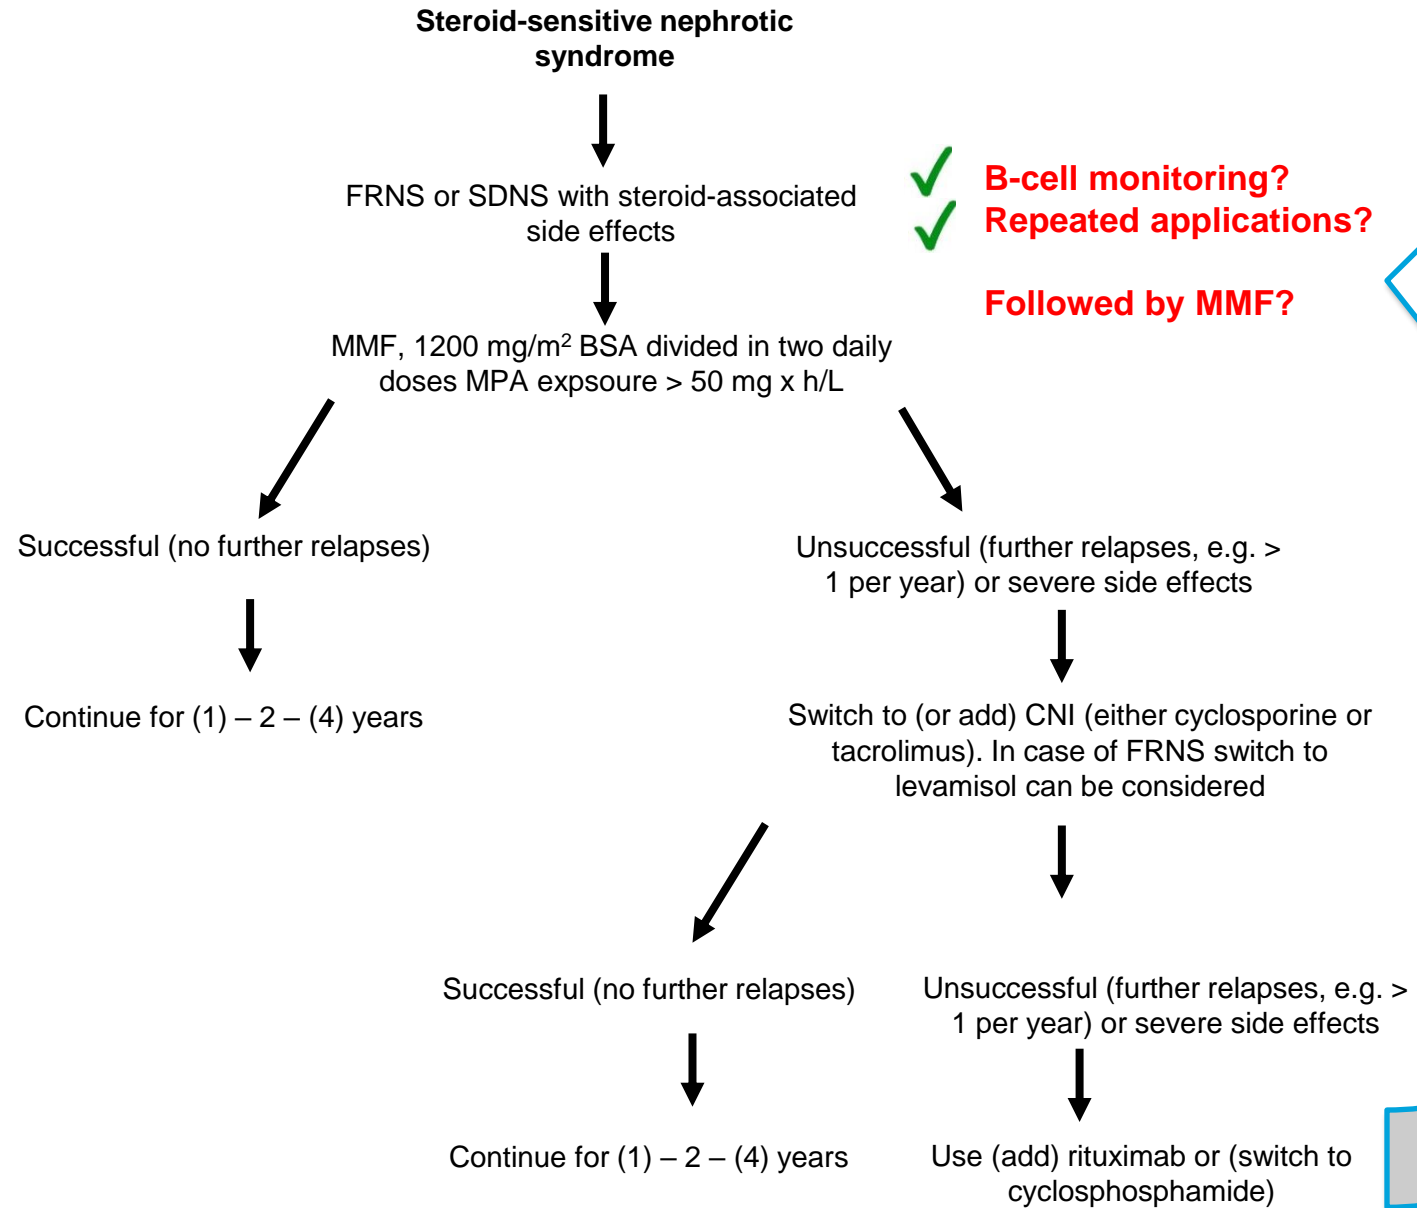 Steroid-sensitive nephrotic
syndrome
FRNS or SDNS with steroid-associated
side effects
B-cell monitoring?
Repeated applications?
Followed by MMF?
MMF, 1200 mg/m² BSA divided in two daily
doses MPA expsoure > 50 mg x h/L
Successful (no further relapses)
Unsuccessful (further relapses, e.g. >
1 per year) or severe side effects
Continue for (1) – 2 – (4) years
Switch to (or add) CNI (either cyclosporine or
tacrolimus). In case of FRNS switch to
levamisol can be considered
Successful (no further relapses)
Unsuccessful (further relapses, e.g. >
1 per year) or severe side effects
Continue for (1) – 2 – (4) years
Use (add) rituximab or (switch to
cyclosphosphamide)